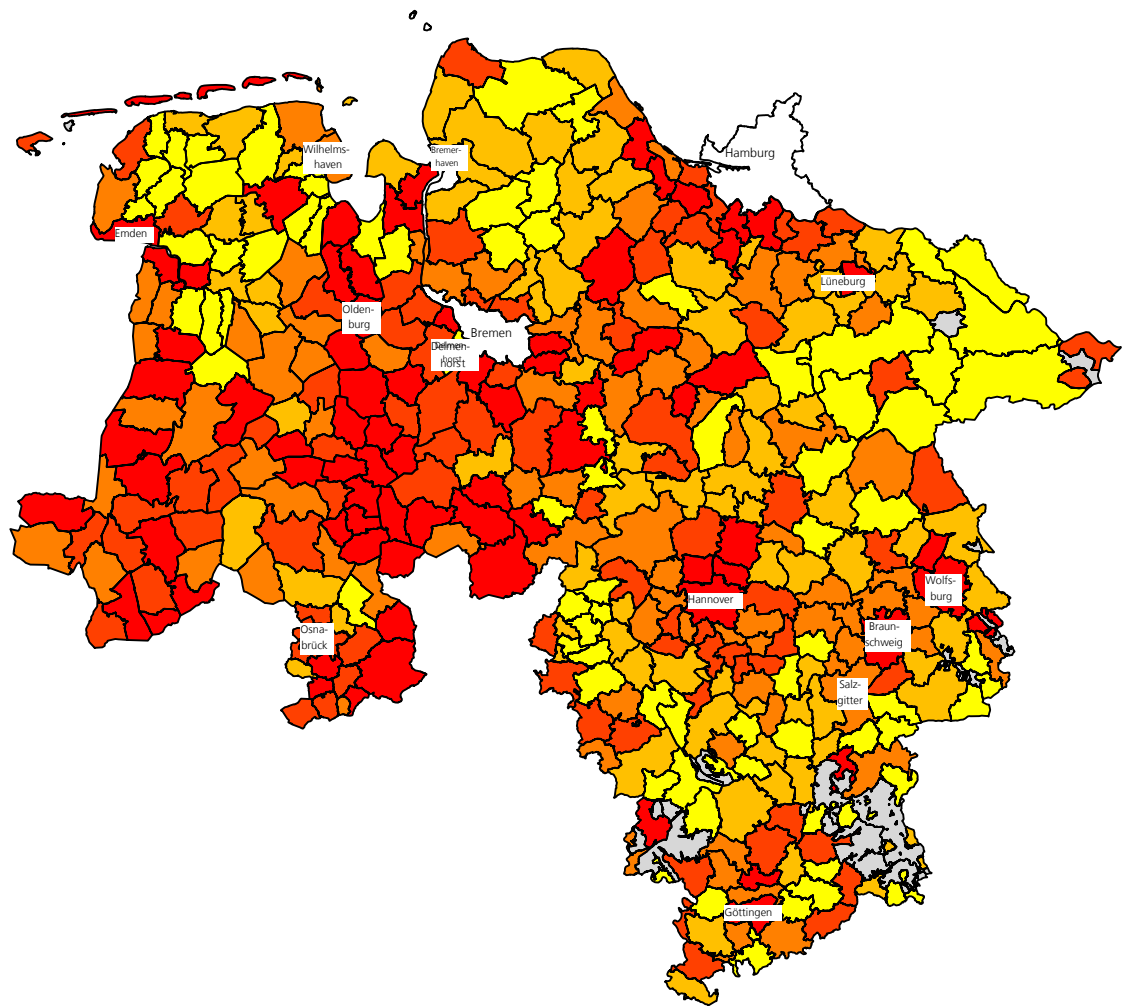 Wilhelms-
haven
Bremer-
haven
Hamburg
Emden
Lüneburg
Olden-
burg
Bremen
Delmen-
horst
Hannover
Wolfs-
burg
Braun-
schweig
Osna-
brück
Salz-
gitter
Göttingen